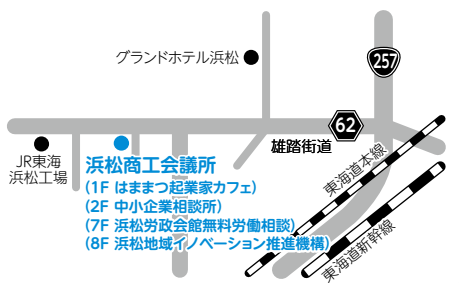 グランドホテル浜松
257
62
雄踏街道
JR東海
浜松工場
浜松商工会議所
(1F はままつ起業家カフェ)
(2F 中小企業相談所)
(7F 浜松労政会館無料労働相談)
(8F 浜松地域イノベーション推進機構)
東海道本線
東海道新幹線